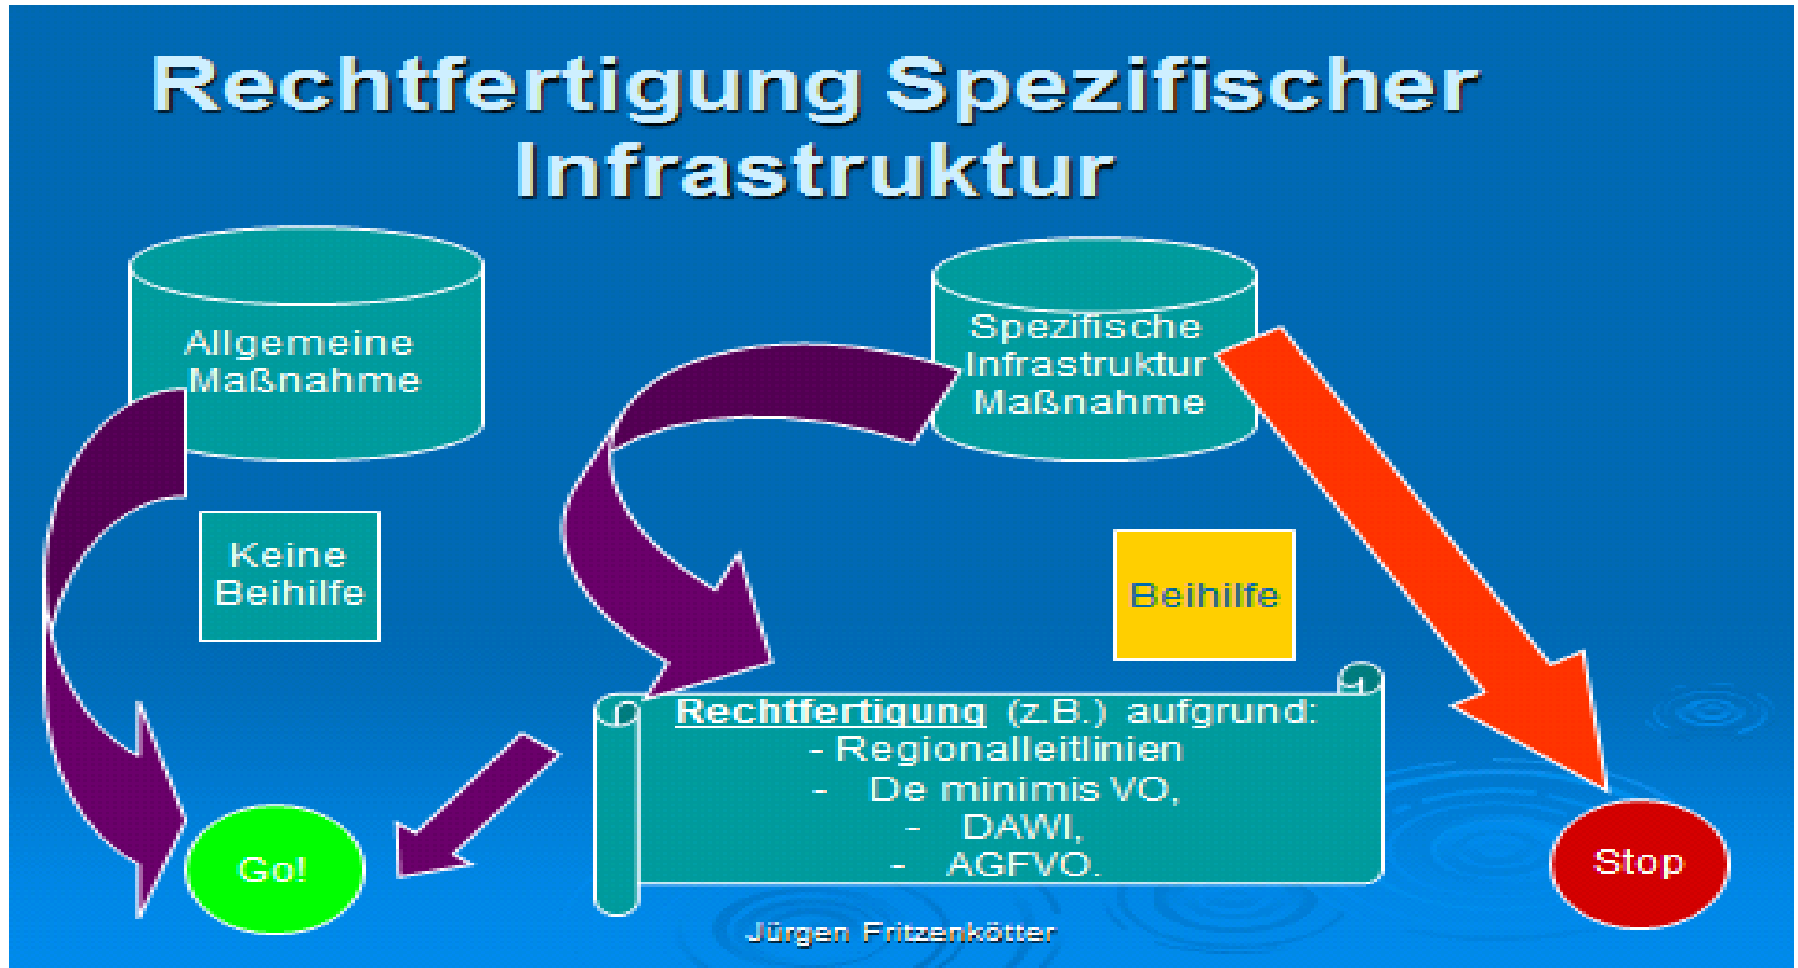 Rechtfertigung Spezifischer
Infrastruktur
Allgemeine
Maßnahme
Spezifische
Infrastruktur
Maßnahme
Keine
Beihilfe
Beihilfe
Rechtfertigung (z.B.) aufgrund:
- Regionalleitlinien
- De minimis VO,
- DAWI,
- AGFVO.
Go!
Stop
Jürgen Fritzenkötter